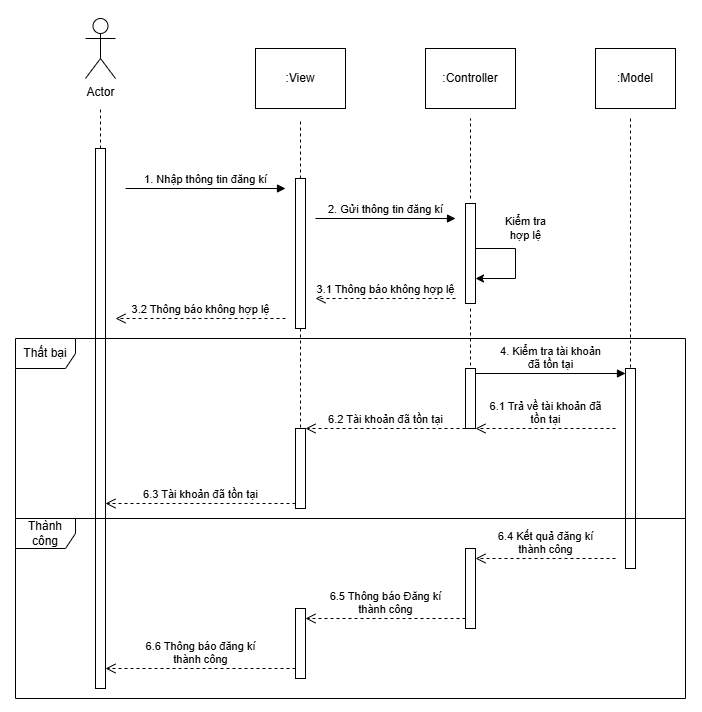 Actor
:View
:Controller
:Model
1. Nhập thông tin đăng kí
2. Gửi thông tin đăng kí
Kiểm tra
hợp lệ
3.1 Thông báo không hợp lệ
3.2 Thông báo không hợp lệ
Thất bại
4. Kiểm tra tài khoản
đã tồn tại
6.1 Trả về tài khoản đã
tồn tại
6.2 Tài khoản đã tồn tại
6.3 Tài khoản đã tồn tại
Thành
công
6.4 Kết quả đăng kí
thành công
6.5 Thông báo Đăng kí
thành công
6.6 Thông báo đăng kí
thành công